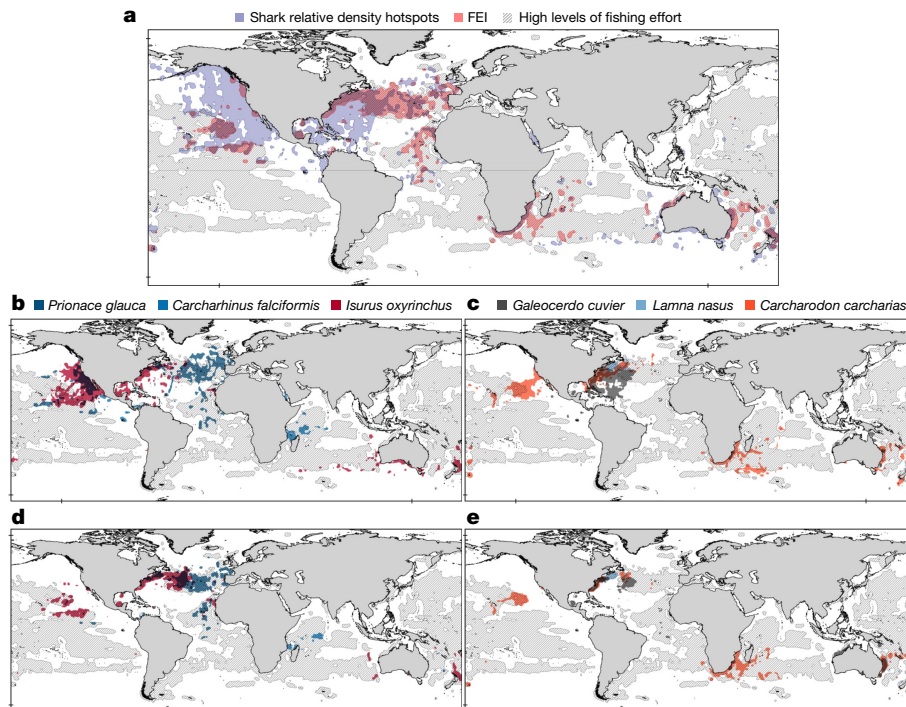 a Shark relative density hotspots FEI High levels of fishing effort
b Prionace glauca Carcharhinus falciformis Isurus oxyrinchus
c Galeocerdo cuvier Lamna nasus Carcharodon carcharias
d
e